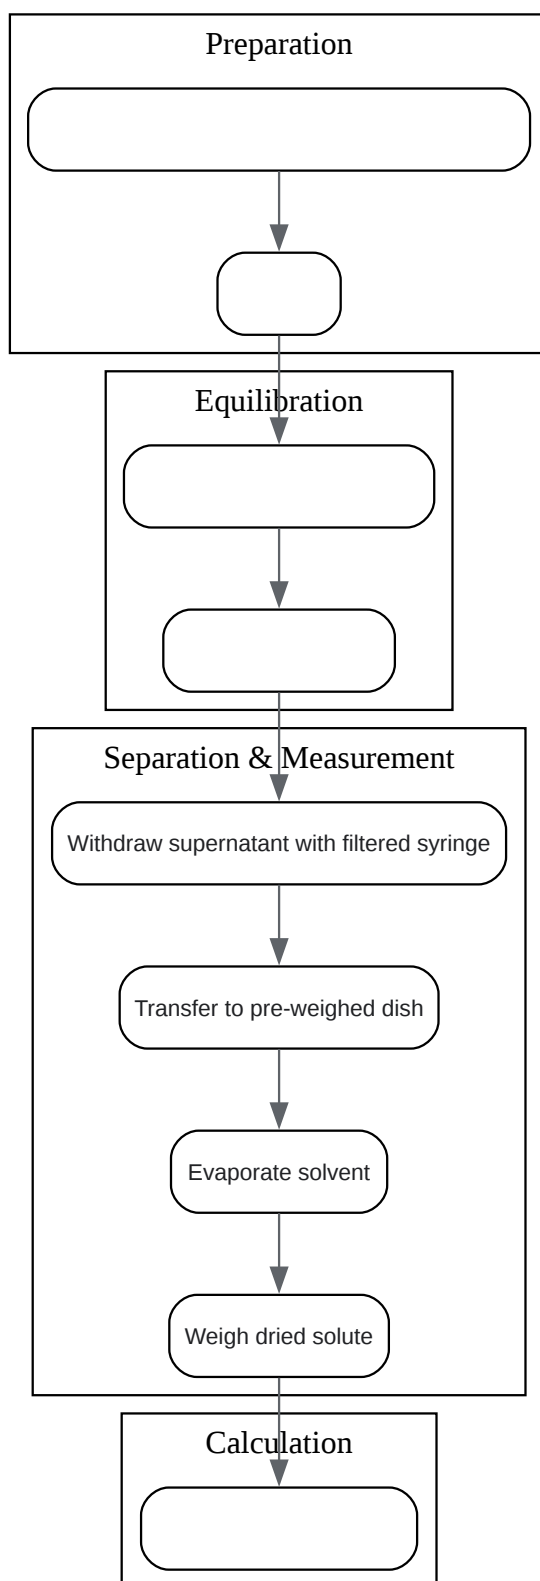 Preparation
Equilibration
Separation & Measurement
Withdraw supernatant with filtered syringe
Transfer to pre-weighed dish
Evaporate solvent
Weigh dried solute
Calculation